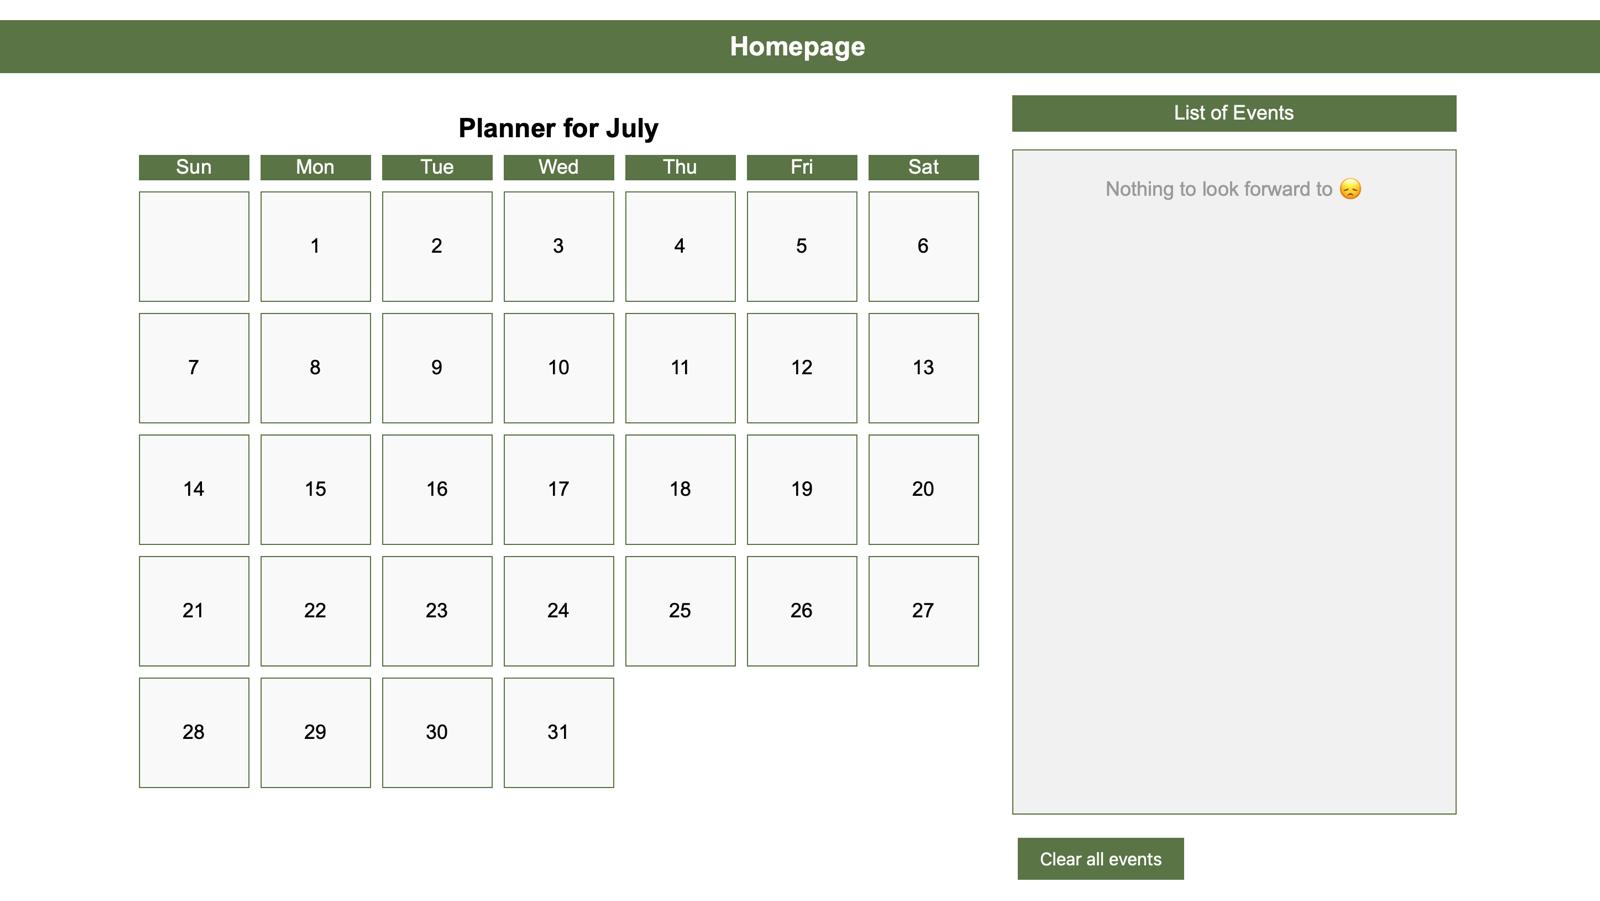 Homepage
Planner for July
Sun Mon Tue Wed Thu Fri Sat
1 2 3 4 5 6
7 8 9 10 11 12 13
14 15 16 17 18 19 20
21 22 23 24 25 26 27
28 29 30 31
List of Events
Nothing to look forward to 😞
Clear all events